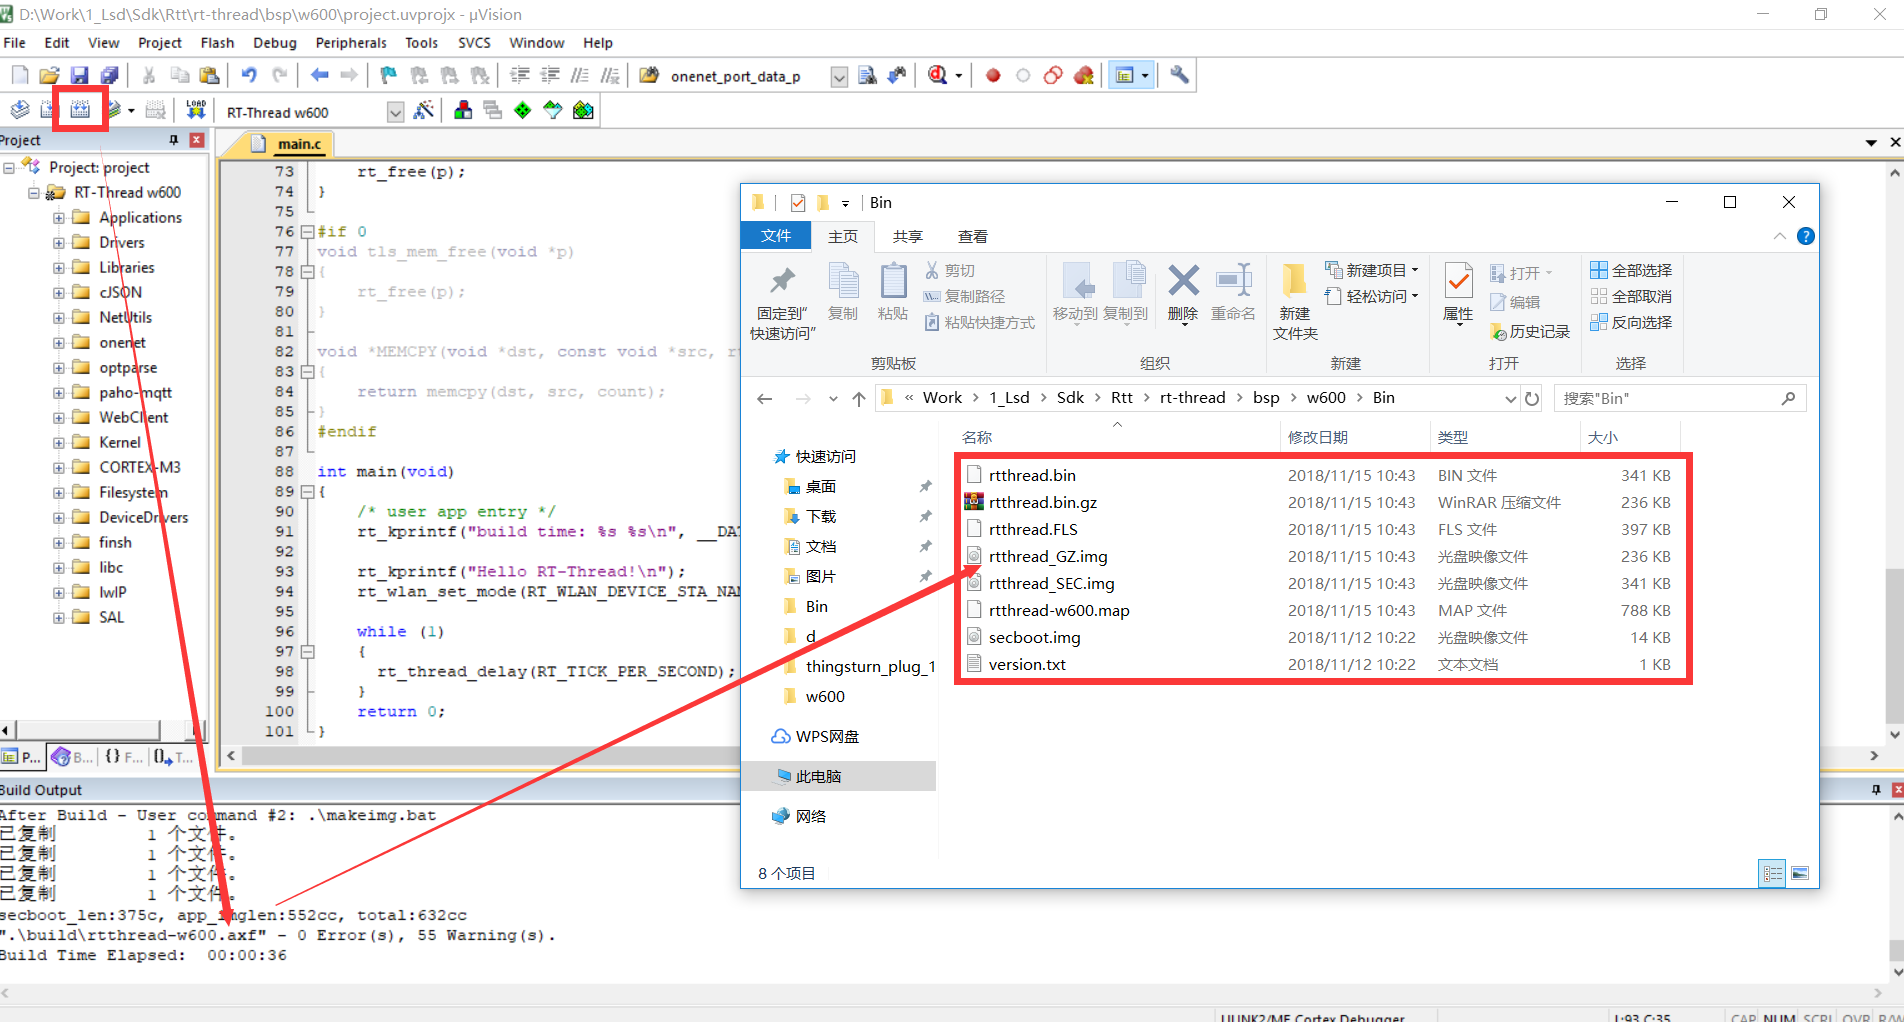 D:\Work\1_Lsd\Sdk\Rtt\rt-thread\bsp\w600\project.uvprojx - µVision
File Edit View Project Flash Debug Peripherals Tools SVCS Window Help
onenet_port_data_p
LOAD
RT-Thread w600
Project
Project: project
RT-Thread w600
Applications
Drivers
Libraries
cJSON
NetUtils
onenet
optparse
paho-mqtt
WebClient
Kernel
CORTEX-M3
Filesystem
DeviceDrivers
finsh
libc
lwIP
SAL
P... B... {} F... T...
main.c
73 rt_free(p);
74 }
75
76 #if 0
77 void tls_mem_free(void *p)
78 {
79 rt_free(p);
80 }
81
82 void *MEMCPY(void *dst, const void *src, r
83 {
84 return memcpy(dst, src, count);
85 }
86 #endif
87
88 int main(void)
89 {
90 /* user app entry */
91 rt_kprintf("build time: %s %s\n", __DA
92
93 rt_kprintf("Hello RT-Thread!\n");
94 rt_wlan_set_mode(RT_WLAN_DEVICE_STA_NA
95
96 while (1)
97 {
98 rt_thread_delay(RT_TICK_PER_SECOND);
99 }
100 return 0;
101 }
Bin
文件 主页 共享 查看
固定到"快速访问"
复制
粘贴
剪切
复制路径
粘贴快捷方式
剪贴板
移动到 复制到 删除 重命名
组织
新建文件夹
新建项目
轻松访问
新建
属性
打开
编辑
历史记录
打开
全部选择
全部取消
反向选择
选择
« Work › 1_Lsd › Sdk › Rtt › rt-thread › bsp › w600 › Bin
搜索"Bin"
快速访问
桌面
下载
文档
图片
Bin
d
thingsturn_plug_1
w600
WPS网盘
此电脑
网络
名称 修改日期 类型 大小
rtthread.bin 2018/11/15 10:43 BIN 文件 341 KB
rtthread.bin.gz 2018/11/15 10:43 WinRAR 压缩文件 236 KB
rtthread.FLS 2018/11/15 10:43 FLS 文件 397 KB
rtthread_GZ.img 2018/11/15 10:43 光盘映像文件 236 KB
rtthread_SEC.img 2018/11/15 10:43 光盘映像文件 341 KB
rtthread-w600.map 2018/11/15 10:43 MAP 文件 788 KB
secboot.img 2018/11/12 10:22 光盘映像文件 14 KB
version.txt 2018/11/12 10:22 文本文档 1 KB
8 个项目
Build Output
After Build - User command #2: .\makeimg.bat
已复制 1 个文件。
已复制 1 个文件。
已复制 1 个文件。
已复制 1 个文件。
secboot_len:375c, app_imglen:552cc, total:632cc
".\build\rtthread-w600.axf" - 0 Error(s), 55 Warning(s).
Build Time Elapsed: 00:00:36
ULINK2/ME Cortex Debugger L:93 C:35 CAP NUM SCRL OVR R/W